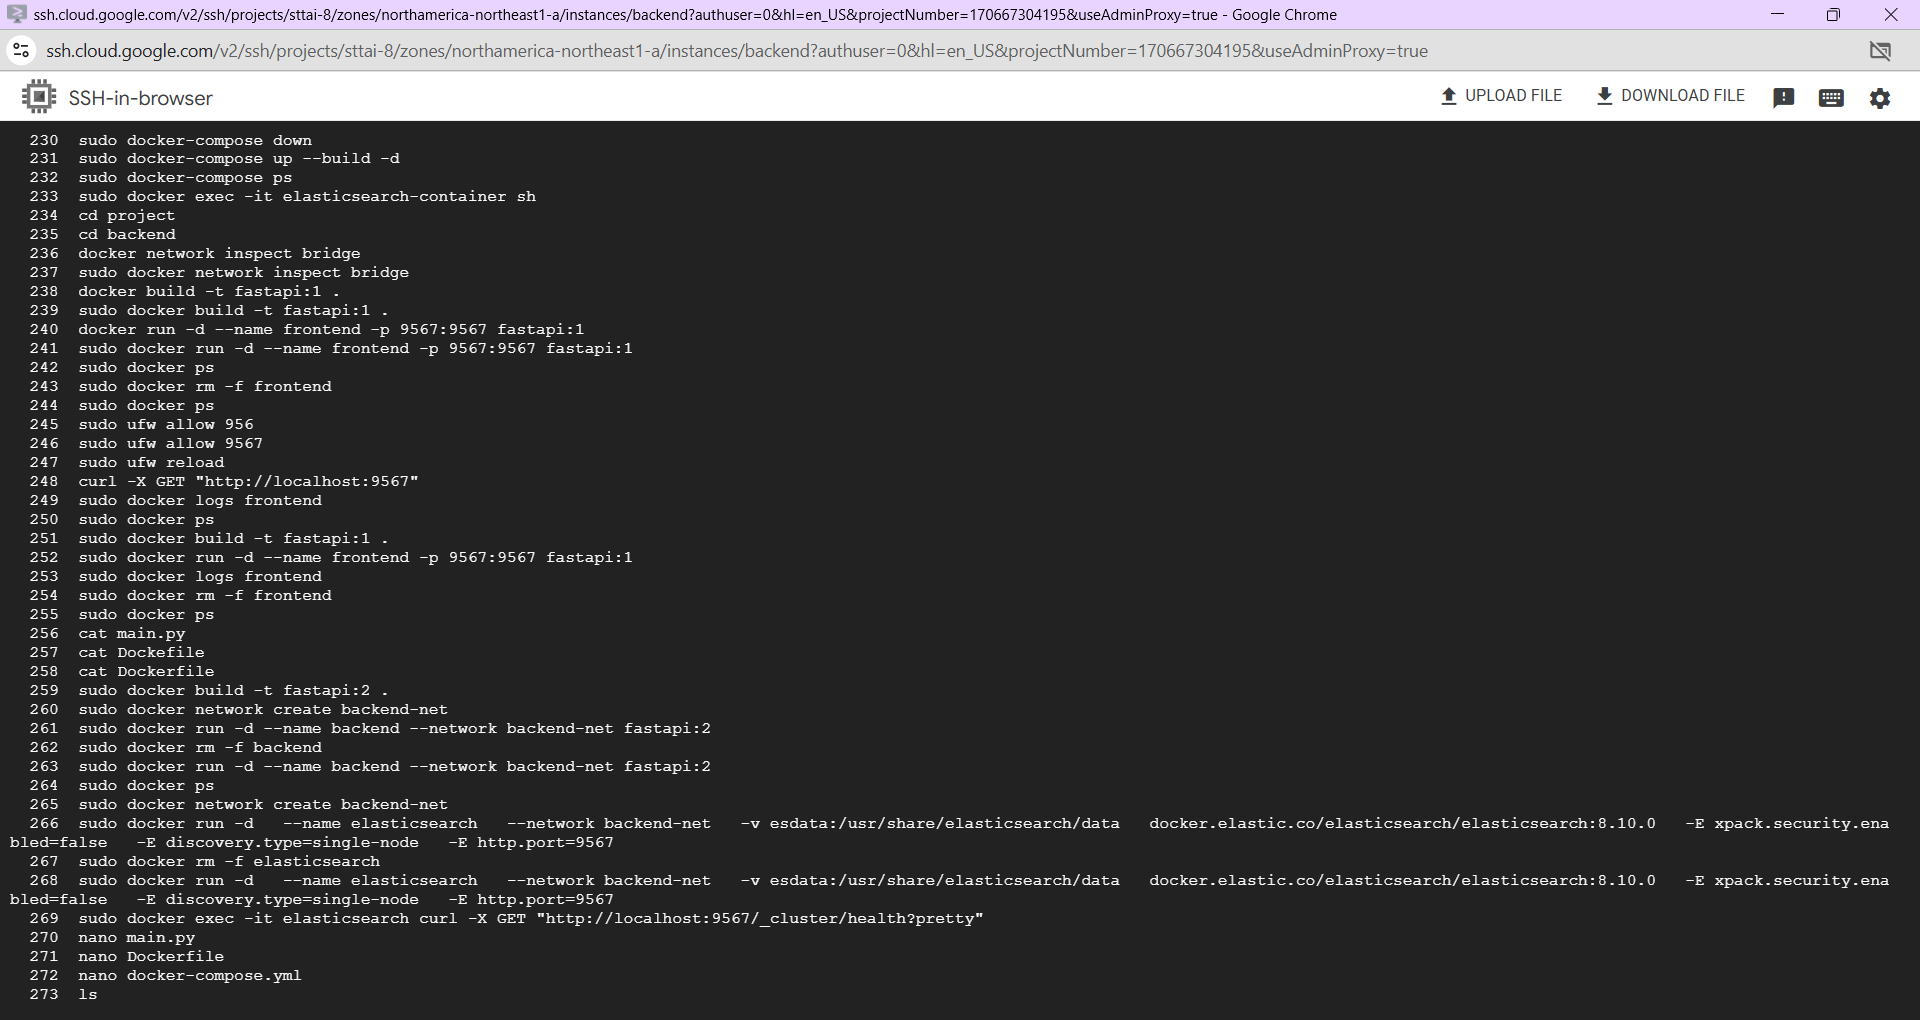 ssh.cloud.google.com/v2/ssh/projects/sttai-8/zones/northamerica-northeast1-a/instances/backend?authuser=0&hl=en_US&projectNumber=170667304195&useAdminProxy=true - Google Chrome
ssh.cloud.google.com/v2/ssh/projects/sttai-8/zones/northamerica-northeast1-a/instances/backend?authuser=0&hl=en_US&projectNumber=170667304195&useAdminProxy=true
SSH-in-browser UPLOAD FILE DOWNLOAD FILE
230 sudo docker-compose down
231 sudo docker-compose up --build -d
232 sudo docker-compose ps
233 sudo docker exec -it elasticsearch-container sh
234 cd project
235 cd backend
236 docker network inspect bridge
237 sudo docker network inspect bridge
238 docker build -t fastapi:1 .
239 sudo docker build -t fastapi:1 .
240 docker run -d --name frontend -p 9567:9567 fastapi:1
241 sudo docker run -d --name frontend -p 9567:9567 fastapi:1
242 sudo docker ps
243 sudo docker rm -f frontend
244 sudo docker ps
245 sudo ufw allow 956
246 sudo ufw allow 9567
247 sudo ufw reload
248 curl -X GET "http://localhost:9567"
249 sudo docker logs frontend
250 sudo docker ps
251 sudo docker build -t fastapi:1 .
252 sudo docker run -d --name frontend -p 9567:9567 fastapi:1
253 sudo docker logs frontend
254 sudo docker rm -f frontend
255 sudo docker ps
256 cat main.py
257 cat Dockefile
258 cat Dockerfile
259 sudo docker build -t fastapi:2 .
260 sudo docker network create backend-net
261 sudo docker run -d --name backend --network backend-net fastapi:2
262 sudo docker rm -f backend
263 sudo docker run -d --name backend --network backend-net fastapi:2
264 sudo docker ps
265 sudo docker network create backend-net
266 sudo docker run -d   --name elasticsearch   --network backend-net   -v esdata:/usr/share/elasticsearch/data   docker.elastic.co/elasticsearch/elasticsearch:8.10.0   -E xpack.security.ena
bled=false   -E discovery.type=single-node   -E http.port=9567
267 sudo docker rm -f elasticsearch
268 sudo docker run -d   --name elasticsearch   --network backend-net   -v esdata:/usr/share/elasticsearch/data   docker.elastic.co/elasticsearch/elasticsearch:8.10.0   -E xpack.security.ena
bled=false   -E discovery.type=single-node   -E http.port=9567
269 sudo docker exec -it elasticsearch curl -X GET "http://localhost:9567/_cluster/health?pretty"
270 nano main.py
271 nano Dockerfile
272 nano docker-compose.yml
273 ls